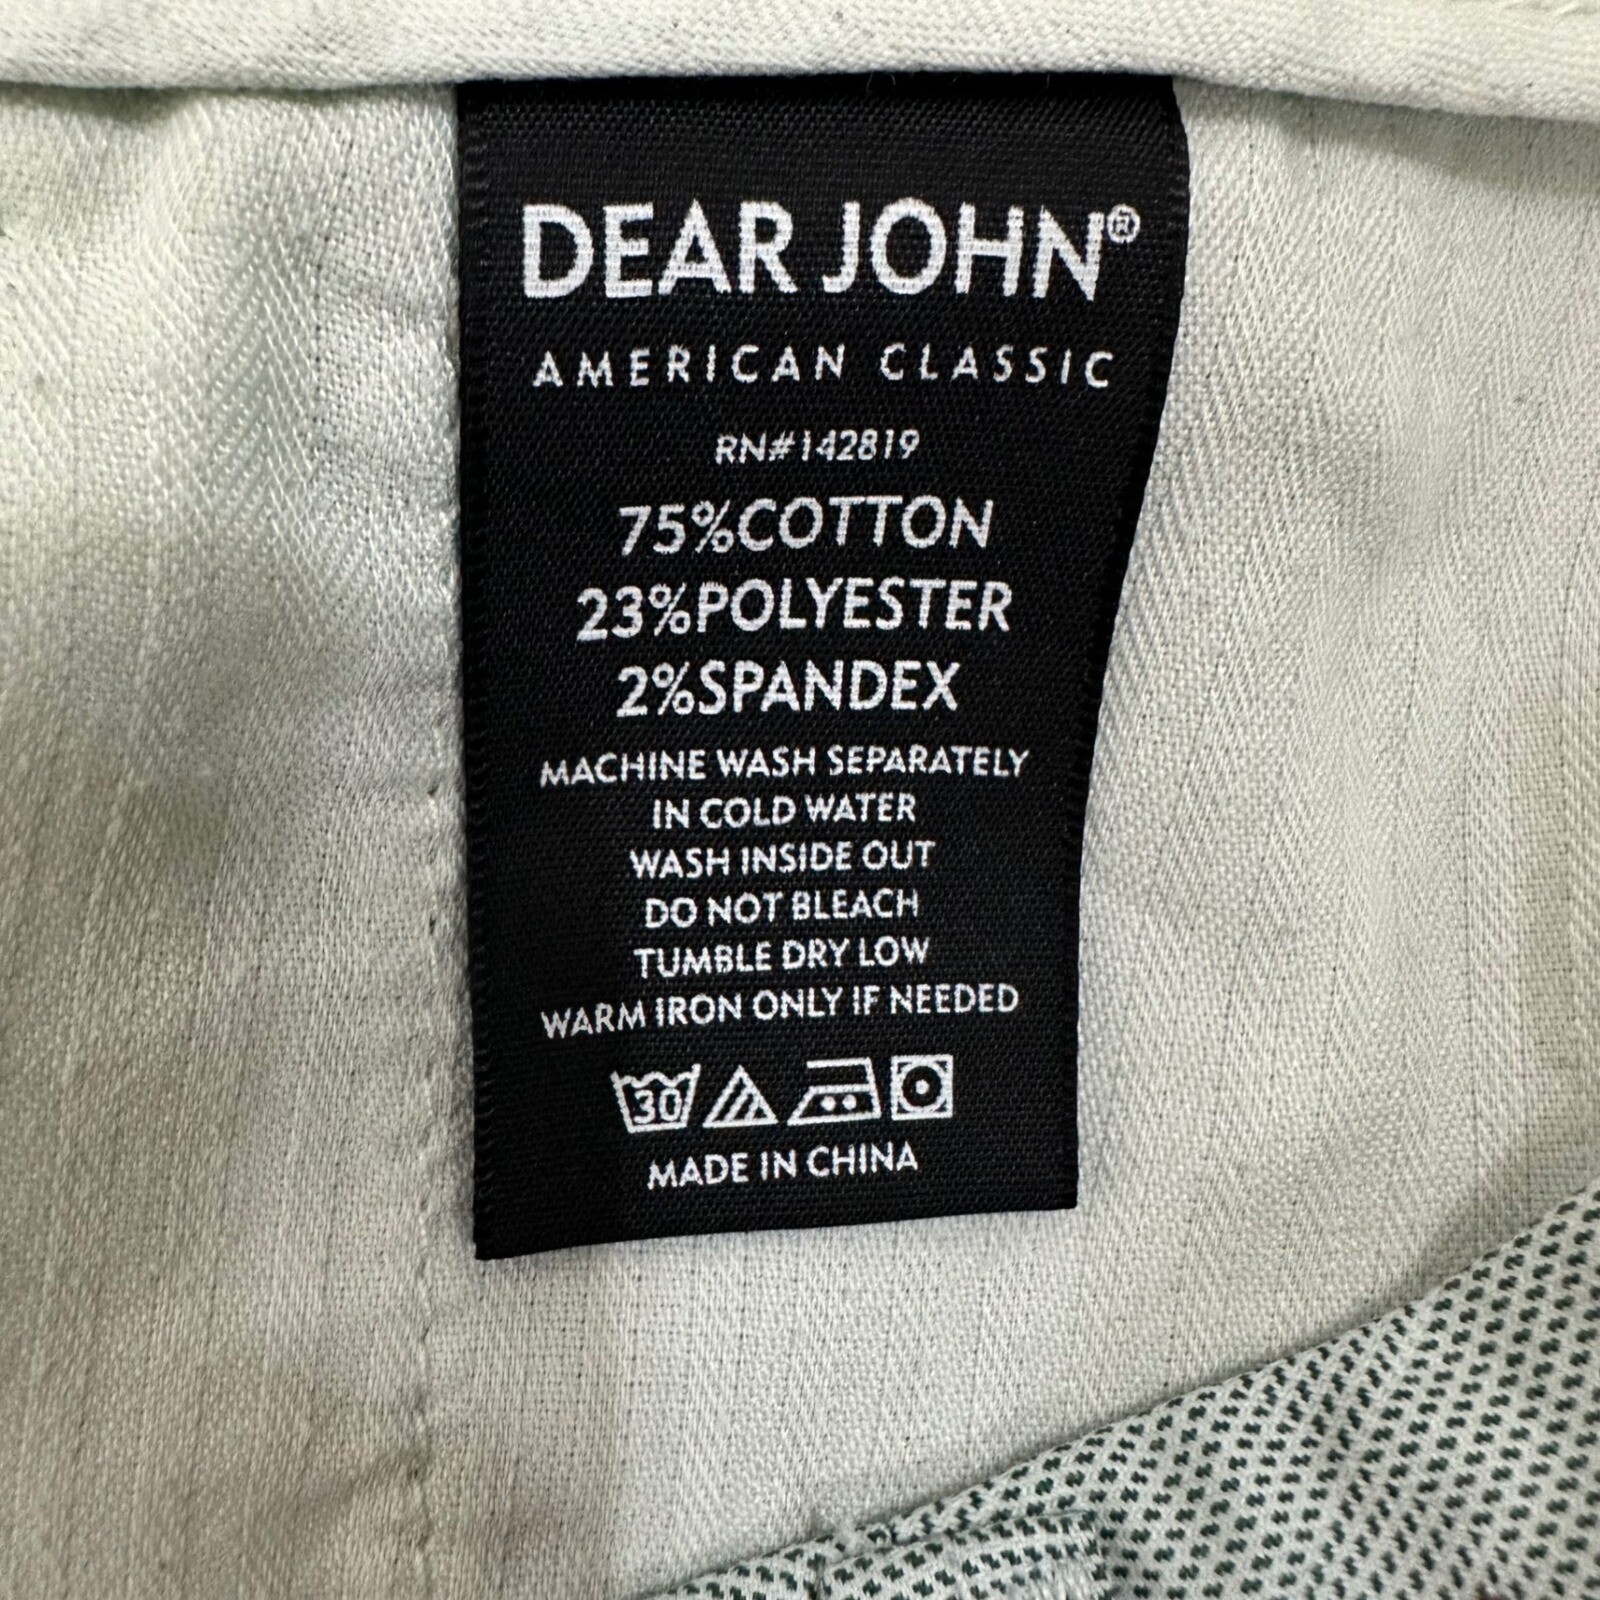 DEAR JOHN®
AMERICAN CLASSIC
RN#142819
75%COTTON
23%POLYESTER
2%SPANDEX
MACHINE WASH SEPARATELY
IN COLD WATER
WASH INSIDE OUT
DO NOT BLEACH
TUMBLE DRY LOW
WARM IRON ONLY IF NEEDED
30
MADE IN CHINA